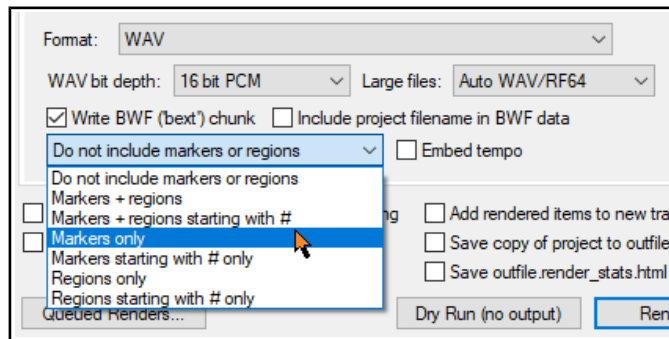 Format: WAV
WAV bit depth: 16 bit PCM Large files: Auto WAV/RF64
Write BWF ('bext') chunk Include project filename in BWF data
Do not include markers or regions Embed tempo
Do not include markers or regions
Markers + regions
Markers + regions starting with #
Add rendered items to new
Markers only
Save copy of project to outfile
Markers starting with # only
Regions only
Save outfile.render_stats.html
Regions starting with # only
Queued Renders... Dry Run (no output)